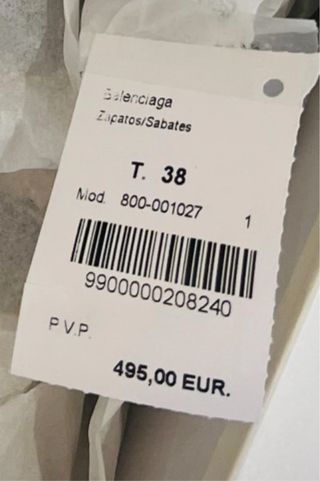 Balenciaga
Zapatos/Sabates
T. 38
Mod. 800-001027 1
9900000208240
P.V.P.
495,00 EUR.